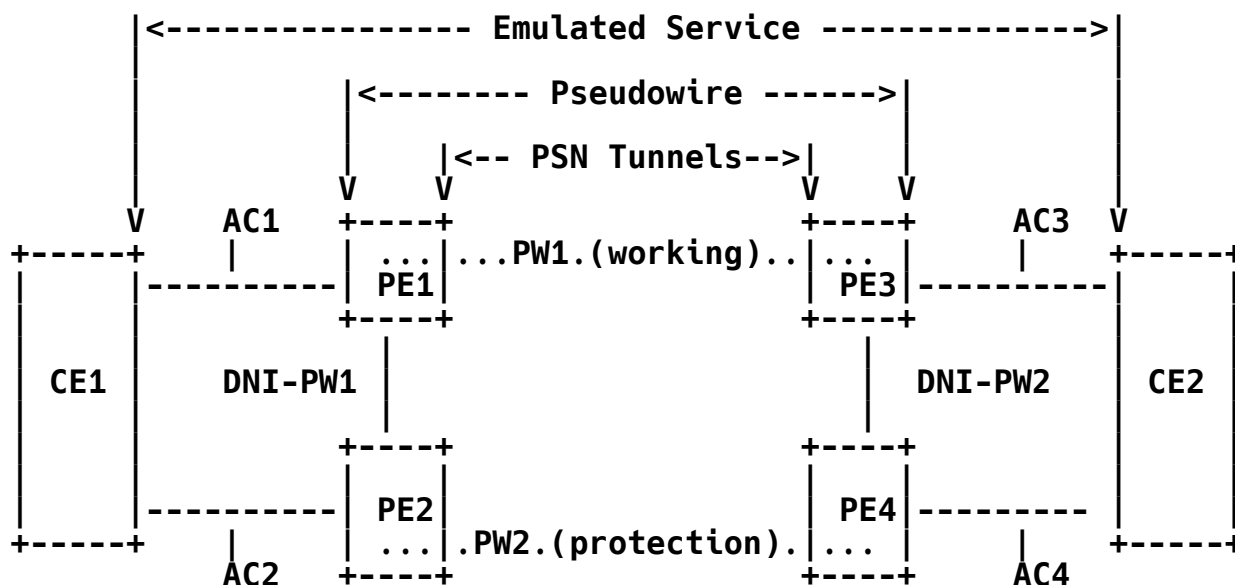 |<---------------- Emulated Service -------------->|
|<-------- Pseudowire ------>|
|<-- PSN Tunnels-->|
V V V V
V AC1 +----+ +----+ AC3 V
+-----+ | | ...|...PW1.(working)..|... | | +-----+
| |----------| PE1| | PE3|----------| |
+----+ +----+
| CE1 | DNI-PW1 | | DNI-PW2 | CE2 |
+----+ +----+
| |----------| PE2| | PE4|--------- | |
+-----+ | | ...|.PW2.(protection).|... | | +-----+
AC2 +----+ +----+ AC4